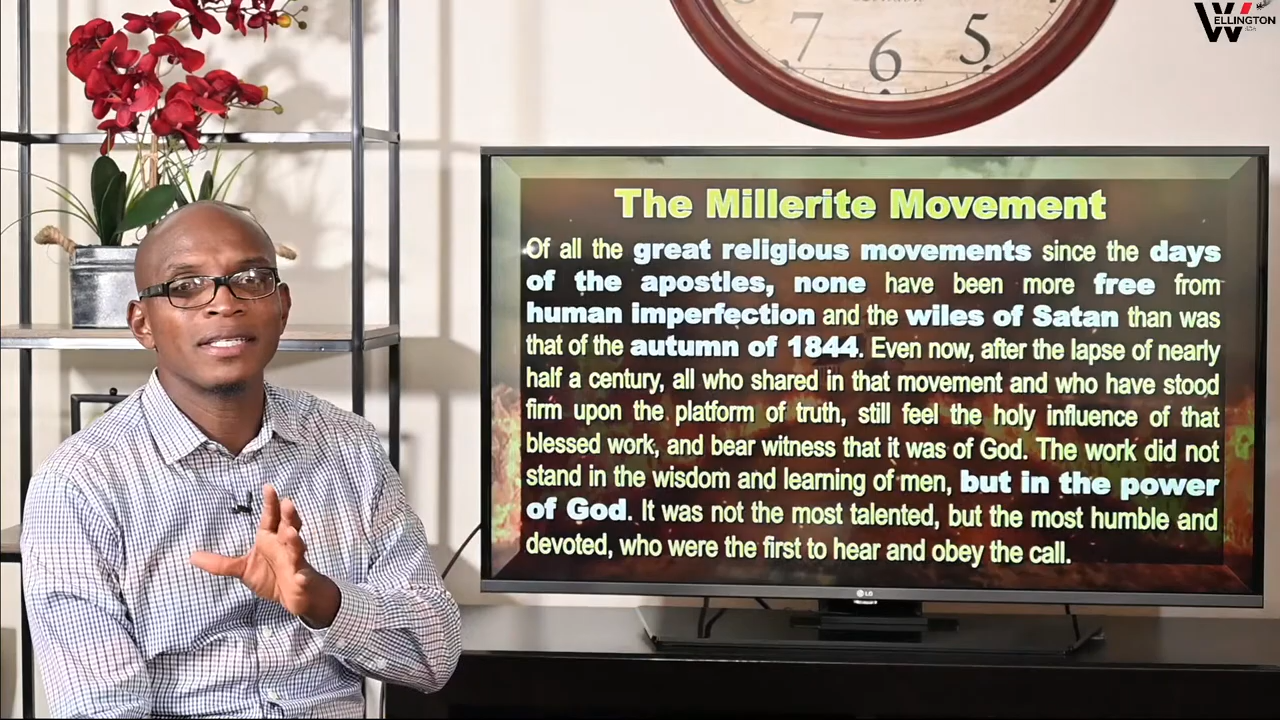 WELLINGTON
7 6 5
The Millerite Movement
Of all the great religious movements since the days
of the apostles, none have been more free from
human imperfection and the wiles of Satan than was
that of the autumn of 1844. Even now, after the lapse of nearly
half a century, all who shared in that movement and who have stood
firm upon the platform of truth, still feel the holy influence of that
blessed work, and bear witness that it was of God. The work did not
stand in the wisdom and learning of men, but in the power
of God. It was not the most talented, but the most humble and
devoted, who were the first to hear and obey the call.
LG